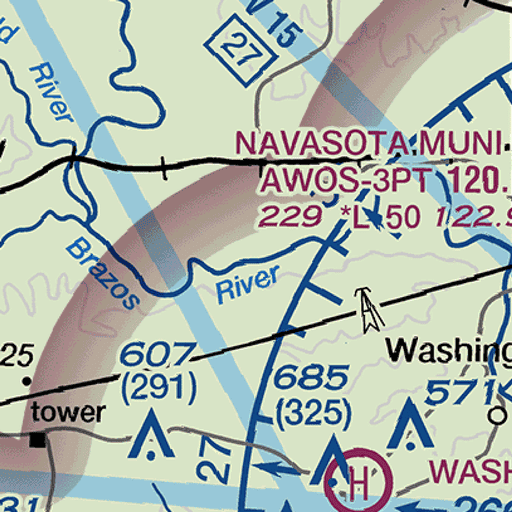 V 15
27
River
NAVASOTA MUNI
AWOS-3PT 120.
229 *L 50 122.9
Brazos
River
Washing
25
607
(291)
685
(325)
571
tower
27
H
WASH